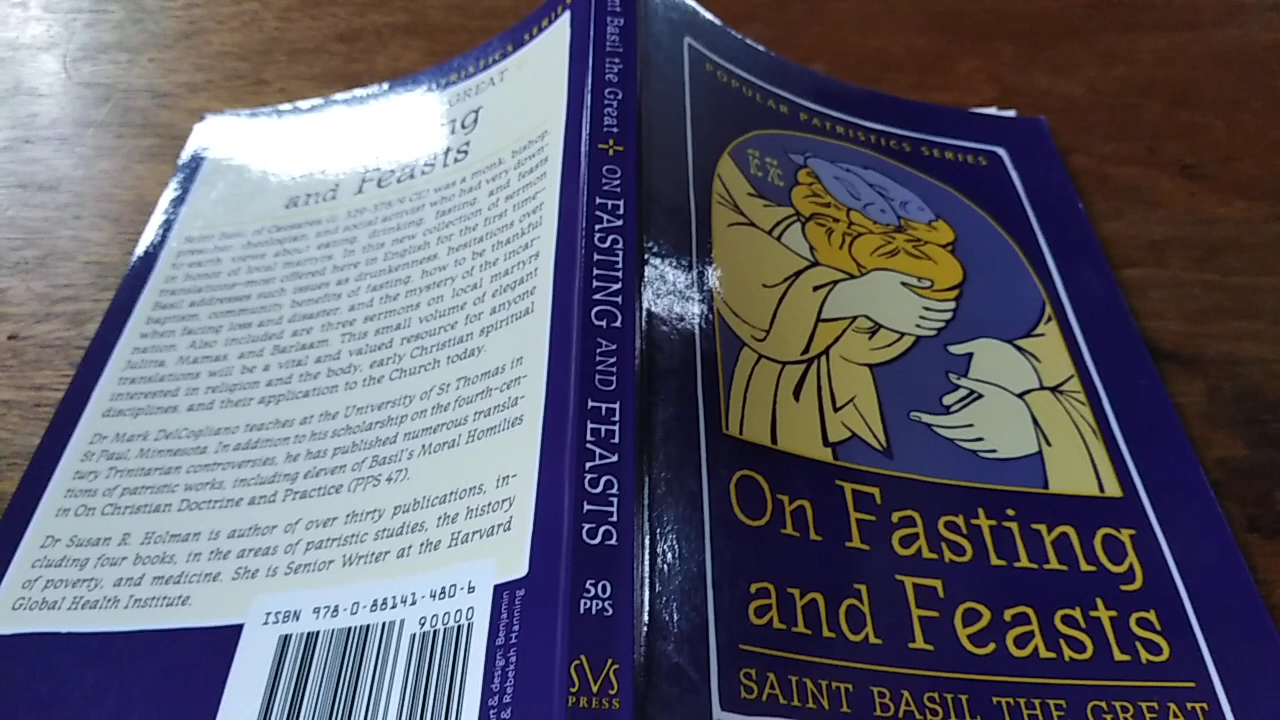 PATRISTICS SERIES
GREAT
and Feasts
Saint Basil of Caesarea (c. 329-378/9 CE) was a monk, bishop,
preacher, theologian, and social activist who had very down-
to-earth views about eating, drinking, fasting, and feasts
in honor of local martyrs. In this new collection of sermon
translations—most offered here in English for the first time—
Basil addresses such issues as drunkenness, hesitations over
baptism, community benefits of fasting, how to be thankful
when facing loss and disaster, and the mystery of the incar-
nation. Also included are three sermons on local martyrs
Julitta, Mamas, and Barlaam. This small volume of elegant
translations will be a vital and valued resource for anyone
interested in religion and the body, early Christian spiritual
disciplines, and their application to the Church today.
Dr Mark DelCogliano teaches at the University of St Thomas in
St Paul, Minnesota. In addition to his scholarship on the fourth-cen-
tury Trinitarian controversies, he has published numerous transla-
tions of patristic works, including eleven of Basil's Moral Homilies
in On Christian Doctrine and Practice (PPS 47).
Dr Susan R. Holman is author of over thirty publications, in-
cluding four books, in the areas of patristic studies, the history
of poverty, and medicine. She is Senior Writer at the Harvard
Global Health Institute.
ISBN 978-0-88141-480-6
90000
art & design: Benjamin
& Rebekah Hanning
Basil the Great ON FASTING AND FEASTS
50
PPS
SVS
PRESS
POPULAR PATRISTICS SERIES
IC XC
On Fasting
and Feasts
SAINT BASIL THE GREAT